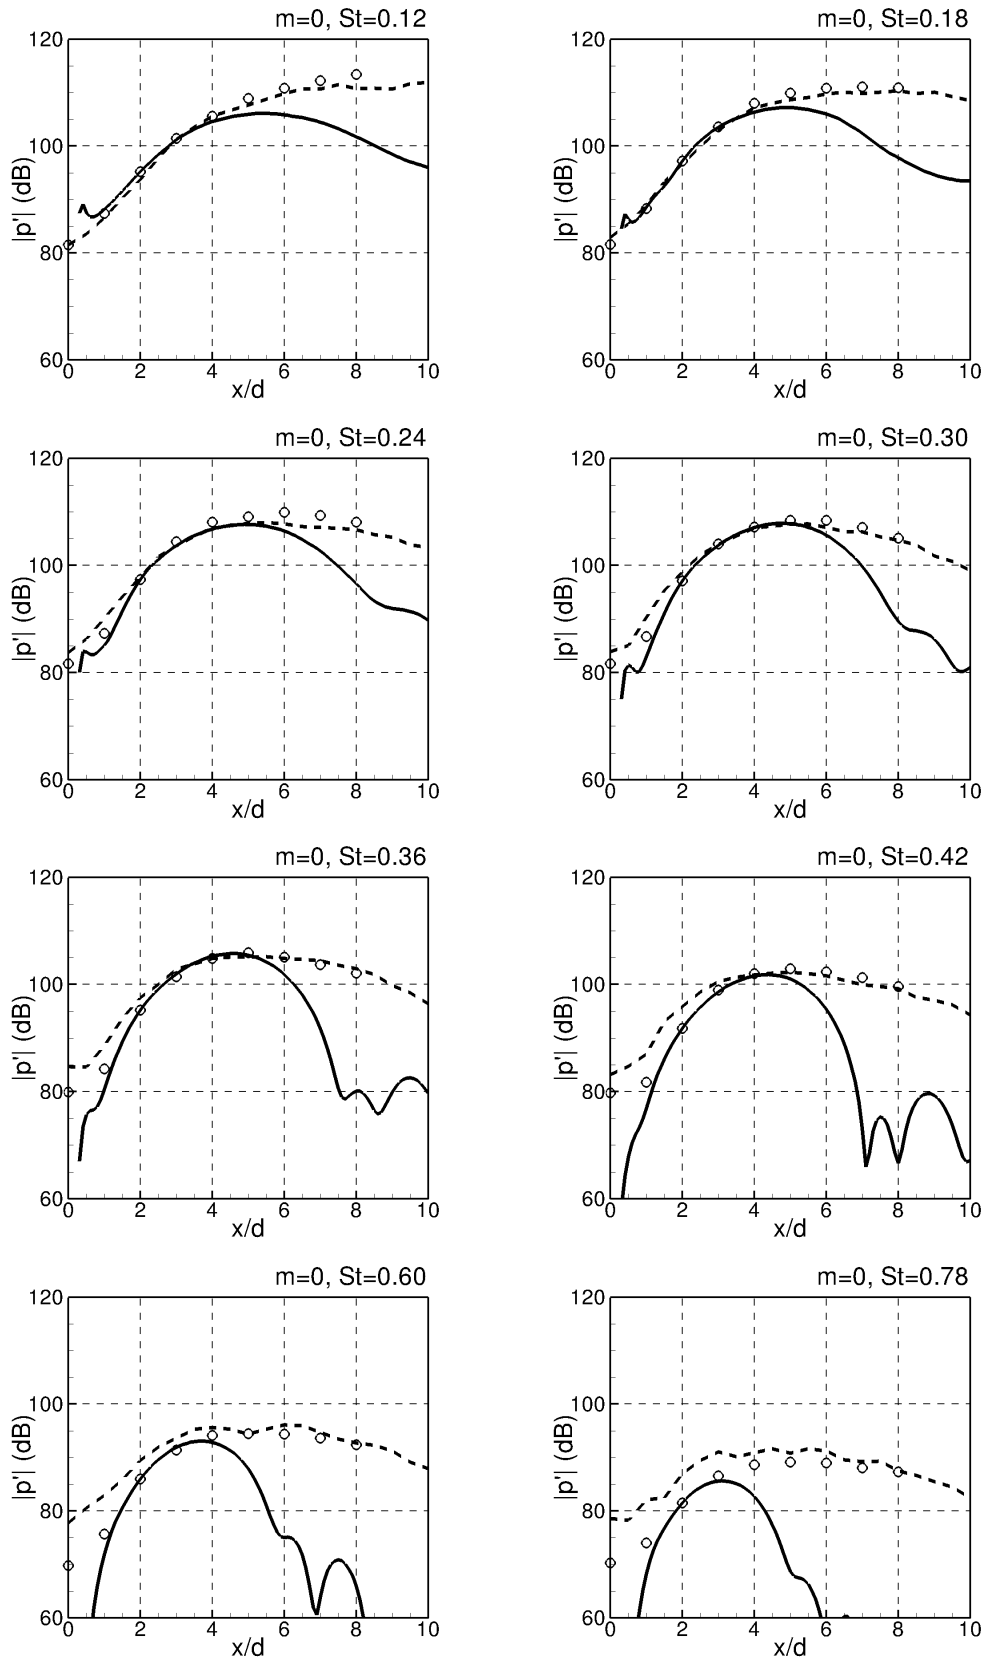 m=0, St=0.12
120
100
80
60
|p'| (dB)
0 2 4 6 8 10
x/d
m=0, St=0.18
120
100
80
60
|p'| (dB)
0 2 4 6 8 10
x/d
m=0, St=0.24
120
100
80
60
|p'| (dB)
0 2 4 6 8 10
x/d
m=0, St=0.30
120
100
80
60
|p'| (dB)
0 2 4 6 8 10
x/d
m=0, St=0.36
120
100
80
60
|p'| (dB)
0 2 4 6 8 10
x/d
m=0, St=0.42
120
100
80
60
|p'| (dB)
0 2 4 6 8 10
x/d
m=0, St=0.60
120
100
80
60
|p'| (dB)
0 2 4 6 8 10
x/d
m=0, St=0.78
120
100
80
60
|p'| (dB)
0 2 4 6 8 10
x/d